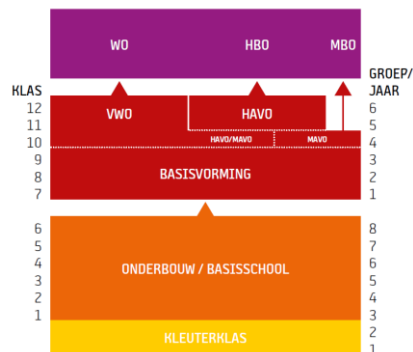 WO HBO MBO
KLAS
GROEP/
JAAR
12 VWO HAVO 6
11 5
10 HAVO/MAVO MAVO 4
9 3
8 BASISVORMING 2
7 1
6 8
5 7
4 ONDERBOUW / BASISSCHOOL 6
3 5
2 4
1 3
KLEUTERKLAS 2
1